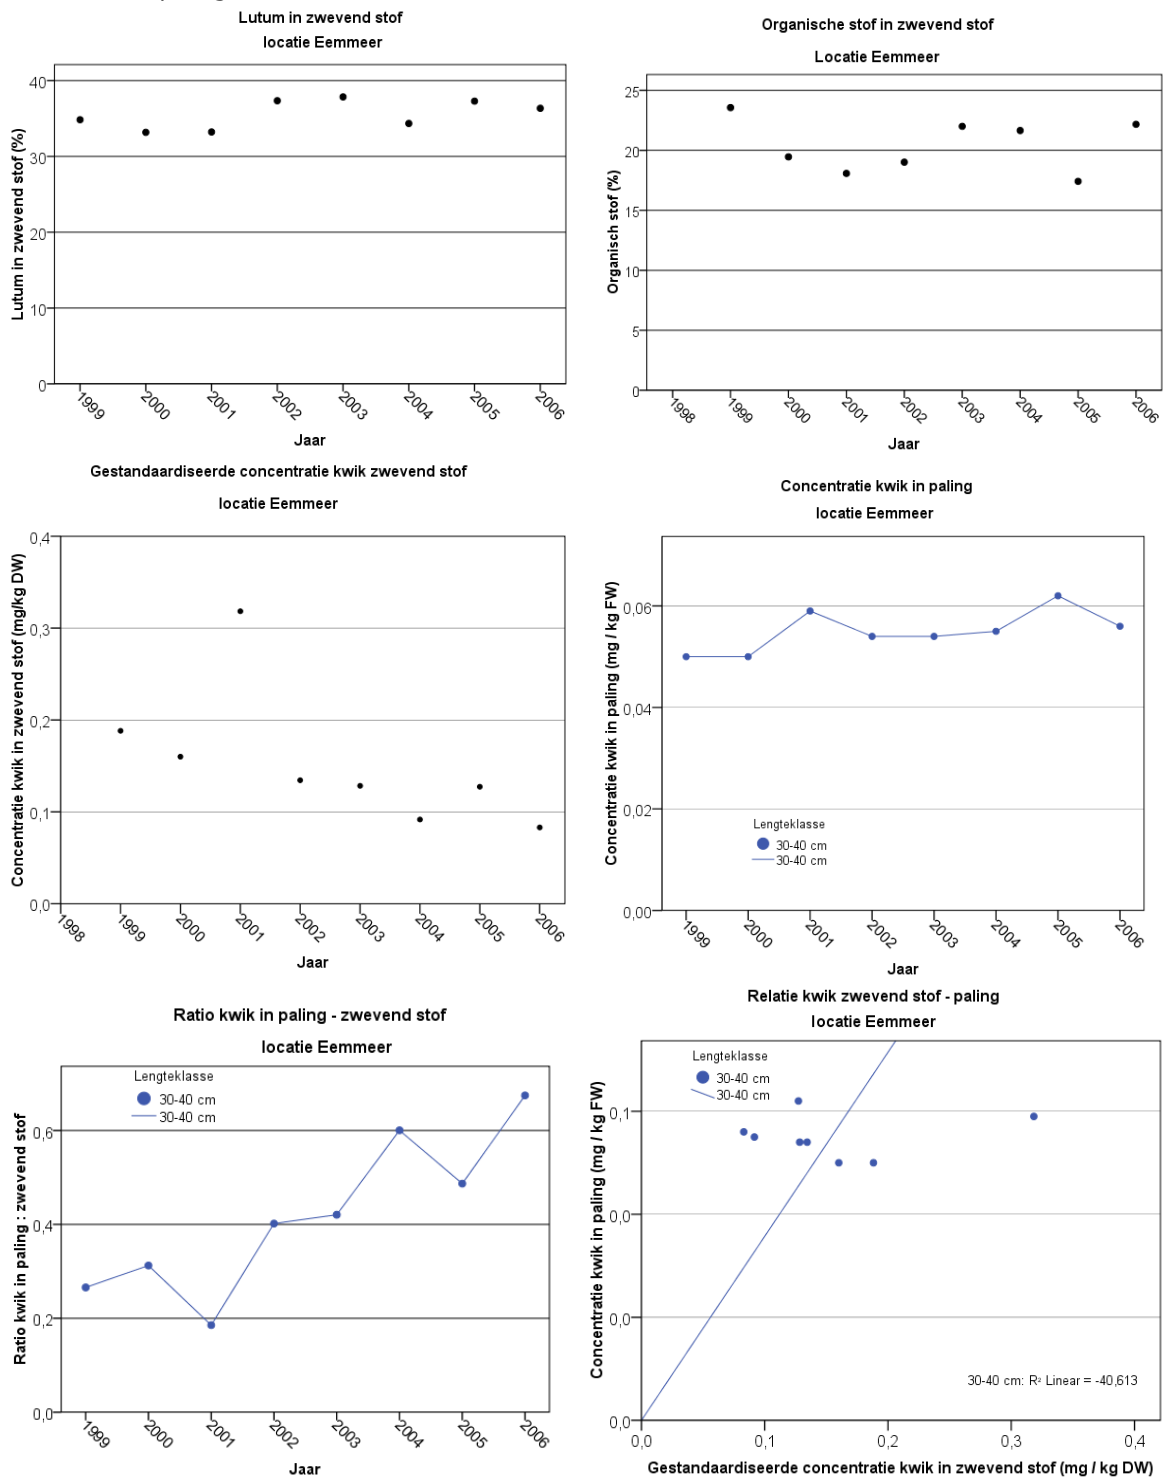 Lutum in zwevend stof
locatie Eemmeer
Lutum in zwevend stof (%)
40
30
20
10
0
1999
2000
2001
2002
2003
2004
2005
2006
Jaar
Organische stof in zwevend stof
Locatie Eemmeer
Organisch stof (%)
25
20
15
10
5
0
1998
1999
2000
2001
2002
2003
2004
2005
2006
Jaar
Gestandaardiseerde concentratie kwik zwevend stof
locatie Eemmeer
Concentratie kwik in zwevend stof (mg/kg DW)
0,4
0,3
0,2
0,1
0,0
1998
1999
2000
2001
2002
2003
2004
2005
2006
Jaar
Concentratie kwik in paling
locatie Eemmeer
Concentratie kwik in paling (mg / kg FW)
0,06
0,04
0,02
0,00
Lengteklasse
30-40 cm
30-40 cm
1999
2000
2001
2002
2003
2004
2005
2006
Jaar
Ratio kwik in paling - zwevend stof
locatie Eemmeer
Lengteklasse
30-40 cm
30-40 cm
Ratio kwik in paling : zwevend stof
0,6
0,4
0,2
0,0
1999
2000
2001
2002
2003
2004
2005
2006
Jaar
Relatie kwik zwevend stof - paling
locatie Eemmeer
Lengteklasse
30-40 cm
30-40 cm
Concentratie kwik in paling (mg / kg FW)
0,1
0,0
0,0
0,0
30-40 cm: R² Linear = -40,613
0,0
0,1
0,2
0,3
0,4
Gestandaardiseerde concentratie kwik in zwevend stof (mg / kg DW)